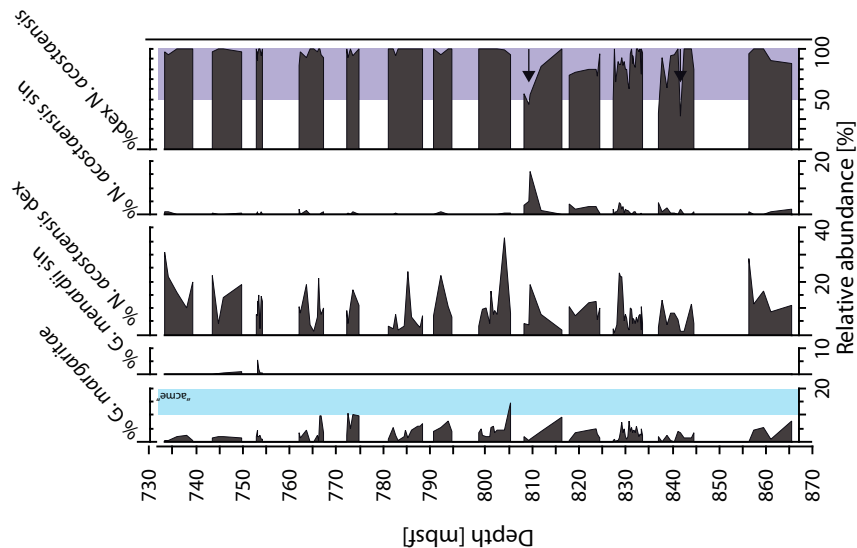 %dex N. acostaensis
% N. acostaensis sin
% N. acostaensis dex
% G. menardii sin
% G. margaritae
100
50
20
40
20
10
20
Relative abundance [%]
"acme"
730
740
750
760
770
780
790
800
810
820
830
840
850
860
870
Depth [mbsf]